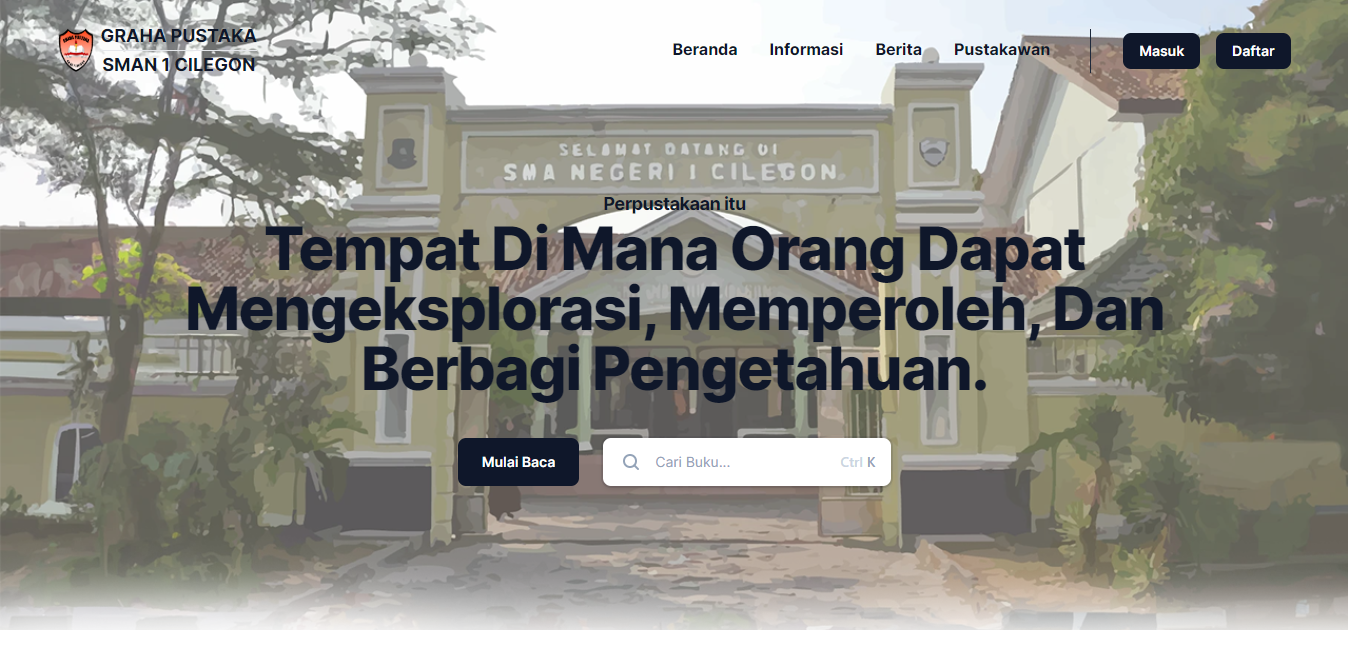 GRAHA PUSTAKA
SMAN 1 CILEGON
Beranda
Informasi
Berita
Pustakawan
Masuk
Daftar
SELAMAT DATANG DI
SMA NEGERI 1 CILEGON
Perpustakaan itu
Tempat Di Mana Orang Dapat
Mengeksplorasi, Memperoleh, Dan
Berbagi Pengetahuan.
Mulai Baca
Cari Buku...
Ctrl K